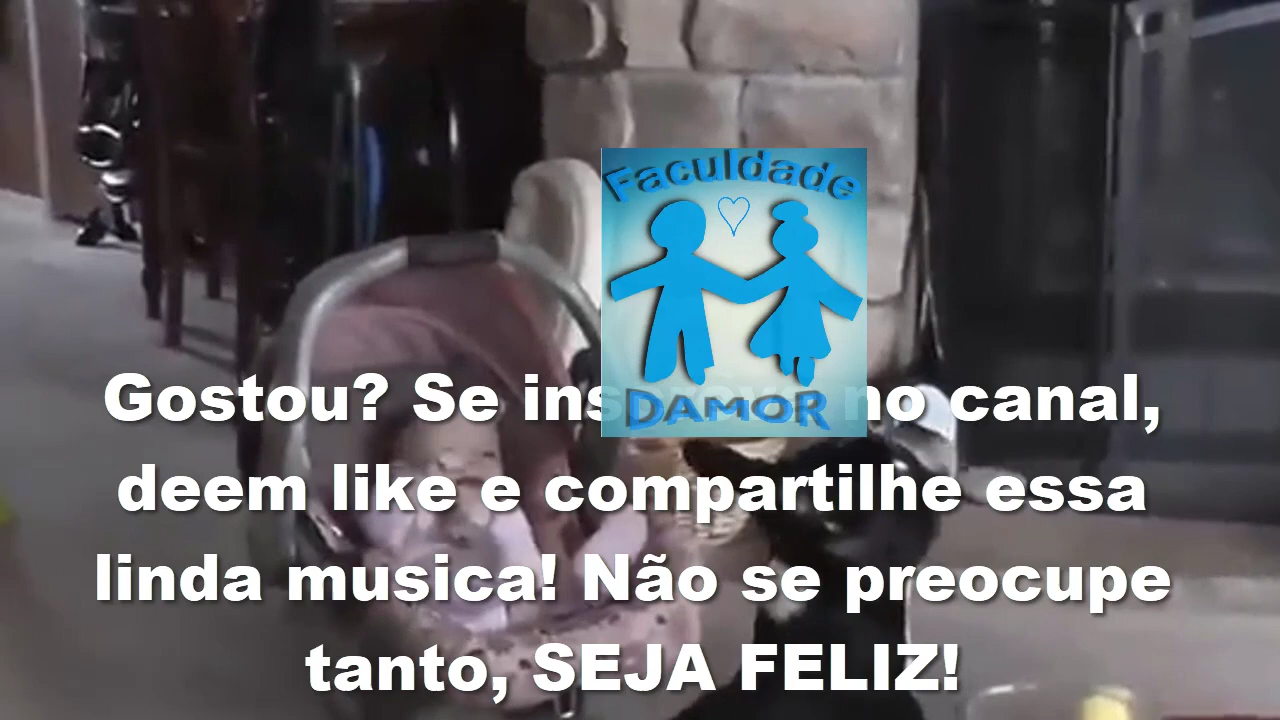 Faculdade
DAMOR
Gostou? Se no canal,
deem like e compartilhe essa
linda musica! Não se preocupe
tanto, SEJA FELIZ!